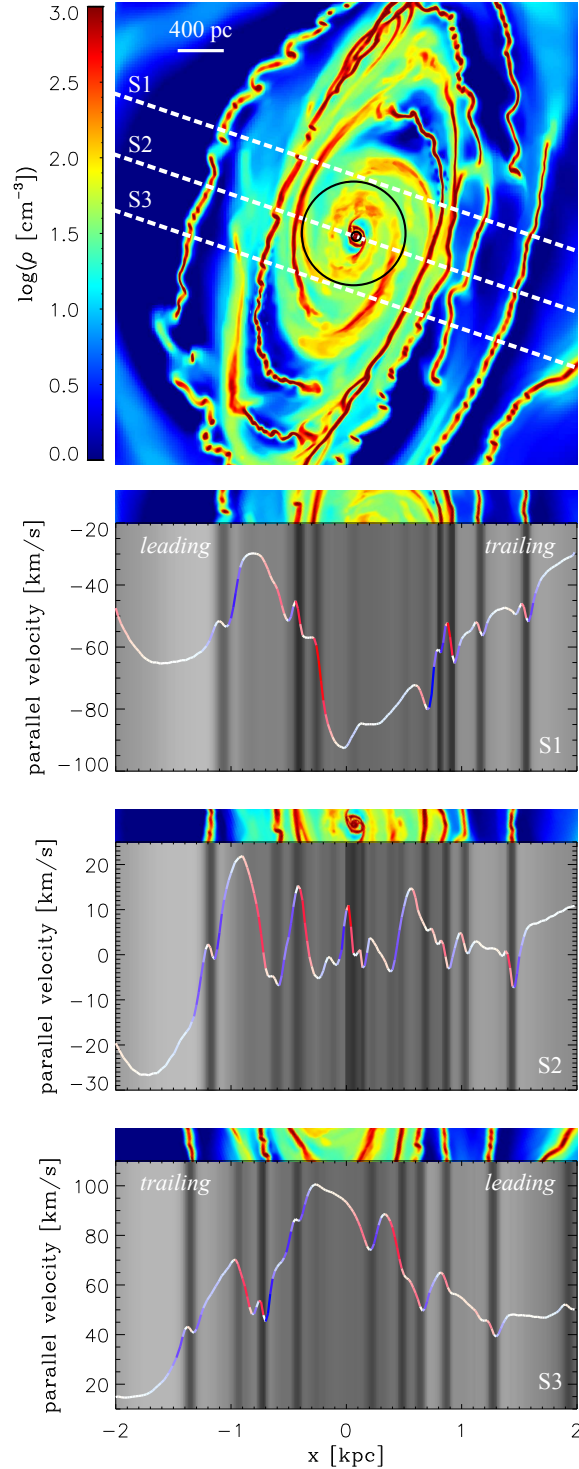 3.0
2.5
2.0
1.5
1.0
0.5
0.0
log(ρ [cm⁻³])
400 pc
S1
S2
S3
-20
-40
-60
-80
-100
parallel velocity [km/s]
leading
trailing
S1
20
10
0
-10
-20
-30
parallel velocity [km/s]
S2
100
80
60
40
20
parallel velocity [km/s]
trailing
leading
S3
-2
-1
0
1
2
x [kpc]